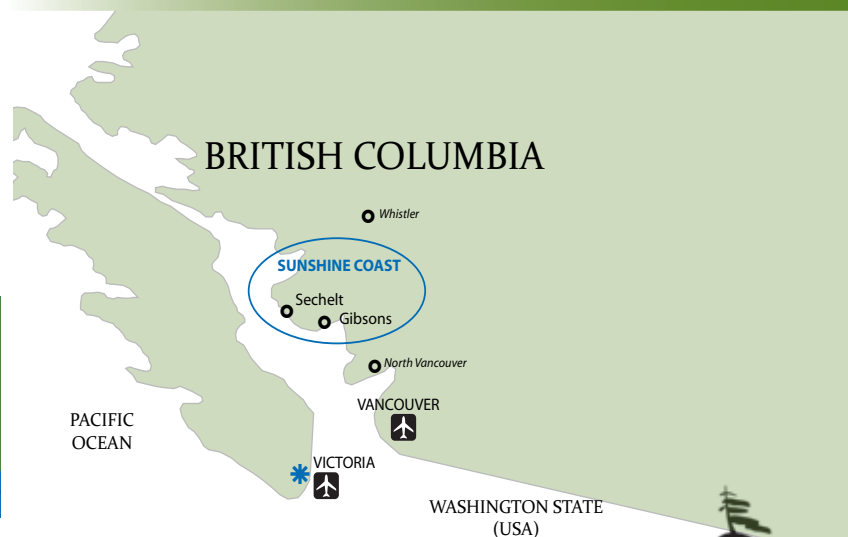 BRITISH COLUMBIA
Whistler
SUNSHINE COAST
Sechelt
Gibsons
North Vancouver
VANCOUVER
PACIFIC
OCEAN
VICTORIA
WASHINGTON STATE
(USA)